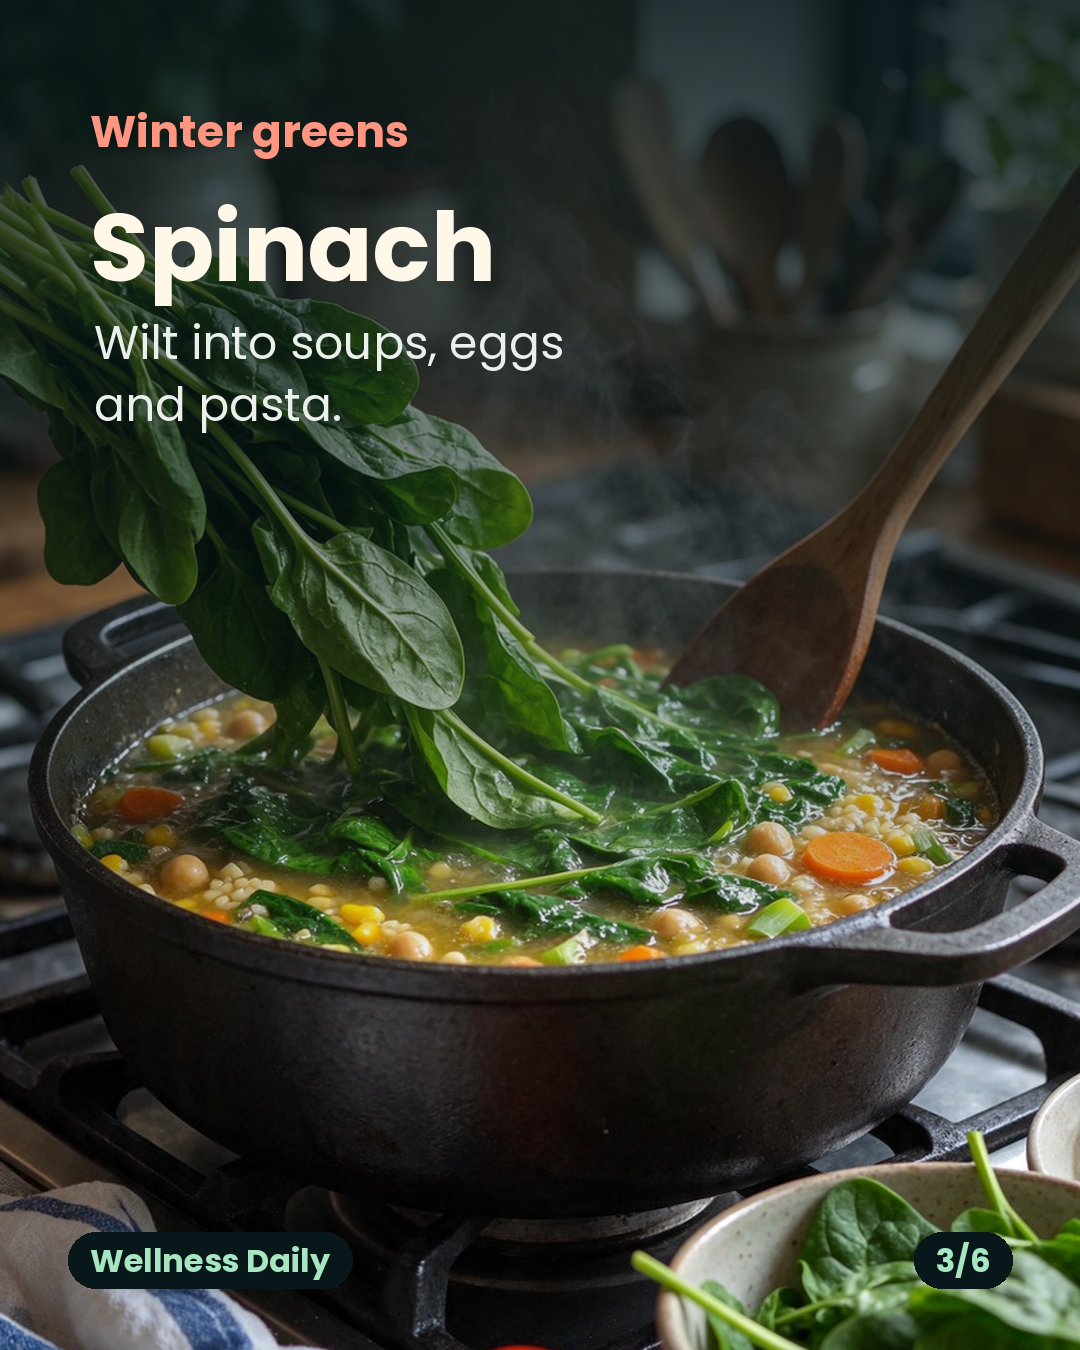 Winter greens
Spinach
Wilt into soups, eggs
and pasta.
Wellness Daily
3/6